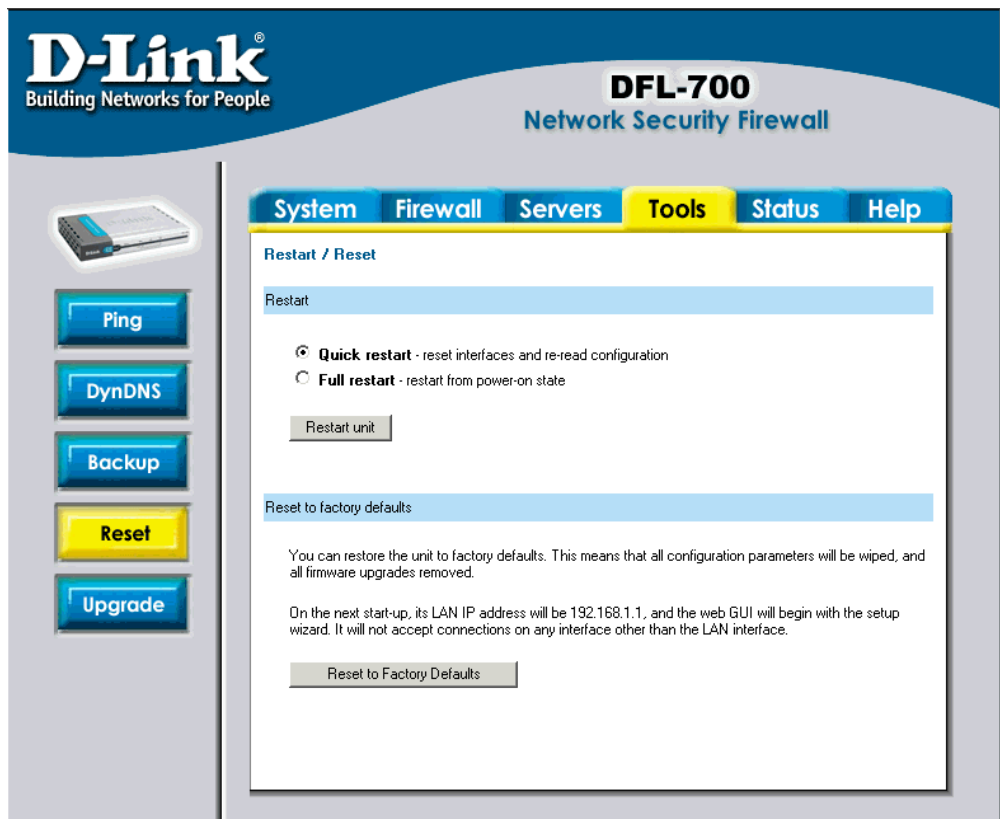 D-Link®
Building Networks for People
DFL-700
Network Security Firewall
System Firewall Servers Tools Status Help
Ping
DynDNS
Backup
Reset
Upgrade
Restart / Reset
Restart
Quick restart - reset interfaces and re-read configuration
Full restart - restart from power-on state
Restart unit
Reset to factory defaults
You can restore the unit to factory defaults. This means that all configuration parameters will be wiped, and
all firmware upgrades removed.
On the next start-up, its LAN IP address will be 192.168.1.1, and the web GUI will begin with the setup
wizard. It will not accept connections on any interface other than the LAN interface.
Reset to Factory Defaults